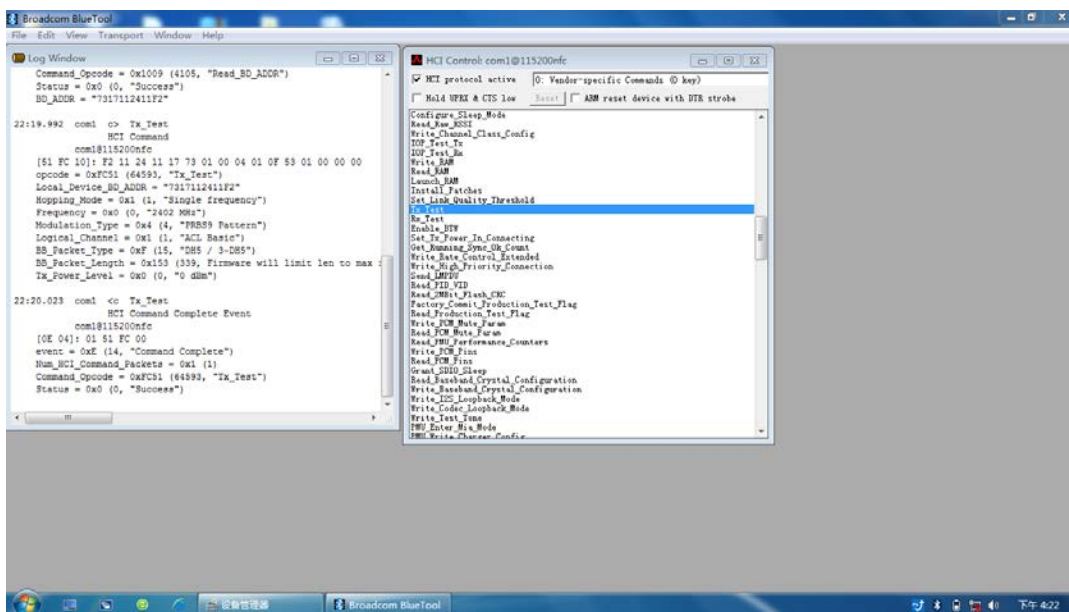 Broadcom BlueTool
File Edit View Transport Window Help
Log Window
Command_Opcode = 0x1009 (4105, "Read_BD_ADDR")
Status = 0x0 (0, "Success")
BD_ADDR = "7317112411F2"
22:19.992 com1 c> Tx_Test
HCI Command
com1@115200nfc
[51 FC 10]: F2 11 24 11 17 73 01 00 04 01 0F 53 01 00 00 00
opcode = 0xFC51 (64593, "Tx_Test")
Local_Device_BD_ADDR = "7317112411F2"
Hopping_Mode = 0x1 (1, "Single frequency")
Frequency = 0x0 (0, "2402 MHz")
Modulation_Type = 0x4 (4, "PRBS9 Pattern")
Logical_Channel = 0x1 (1, "ACL Basic")
BB_Packet_Type = 0xF (15, "DH5 / 3-DH5")
BB_Packet_Length = 0x153 (339, Firmware will limit len to max
Tx_Power_Level = 0x0 (0, "0 dBm")
22:20.023 com1 <c Tx_Test
HCI Command Complete Event
com1@115200nfc
[0E 04]: 01 51 FC 00
event = 0xE (14, "Command Complete")
Num_HCI_Command_Packets = 0x1 (1)
Command_Opcode = 0xFC51 (64593, "Tx_Test")
Status = 0x0 (0, "Success")
HCI Control: com1@115200nfc
HCI protocol active
0: Vendor-specific Commands (0 key)
Hold UPRX & CTS low
Reset
ARM reset device with DTR strobe
Configure_Sleep_Mode
Read_Raw_RSSI
Write_Channel_Class_Config
IOP_Test_Tx
IOP_Test_Rx
Write_RAM
Read_RAM
Launch_RAM
Install_Patches
Set_Link_Quality_Threshold
Tx_Test
Rx_Test
Enable_BTW
Set_Tx_Power_In_Connecting
Get_Running_Sync_Ok_Count
Write_Rate_Control_Extended
Write_High_Priority_Connection
Send_LMPDU
Read_PID_VID
Read_2MBit_Flash_CRC
Factory_Commit_Production_Test_Flag
Read_Production_Test_Flag
Write_PCM_Mute_Param
Read_PCM_Mute_Param
Read_PMU_Performance_Counters
Write_PCM_Pins
Read_PCM_Pins
Grant_SDIO_Sleep
Read_Baseband_Crystal_Configuration
Write_Baseband_Crystal_Configuration
Write_I2S_Loopback_Mode
Write_Codec_Loopback_Mode
Write_Test_Tone
PMU_Enter_Mia_Mode
PMU_Write_Charger_Config
设备管理器
Broadcom BlueTool
下午 4:22